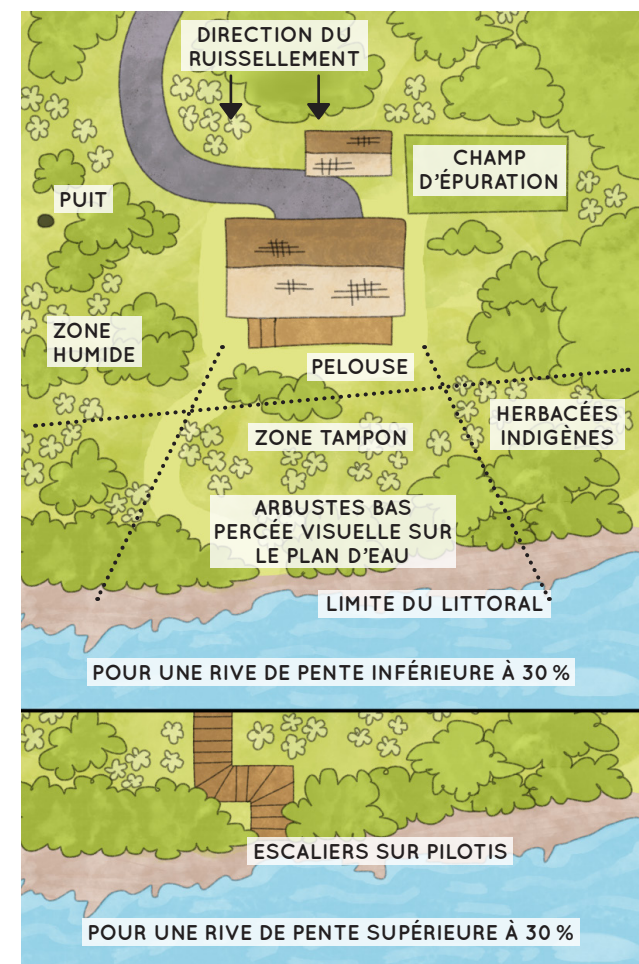 DIRECTION DU
RUISSELLEMENT
CHAMP
D'ÉPURATION
PUIT
ZONE
HUMIDE
PELOUSE
HERBACÉES
INDIGÈNES
ZONE TAMPON
ARBUSTES BAS
PERCÉE VISUELLE SUR
LE PLAN D'EAU
LIMITE DU LITTORAL
POUR UNE RIVE DE PENTE INFÉRIEURE À 30 %
ESCALIERS SUR PILOTIS
POUR UNE RIVE DE PENTE SUPÉRIEURE À 30 %